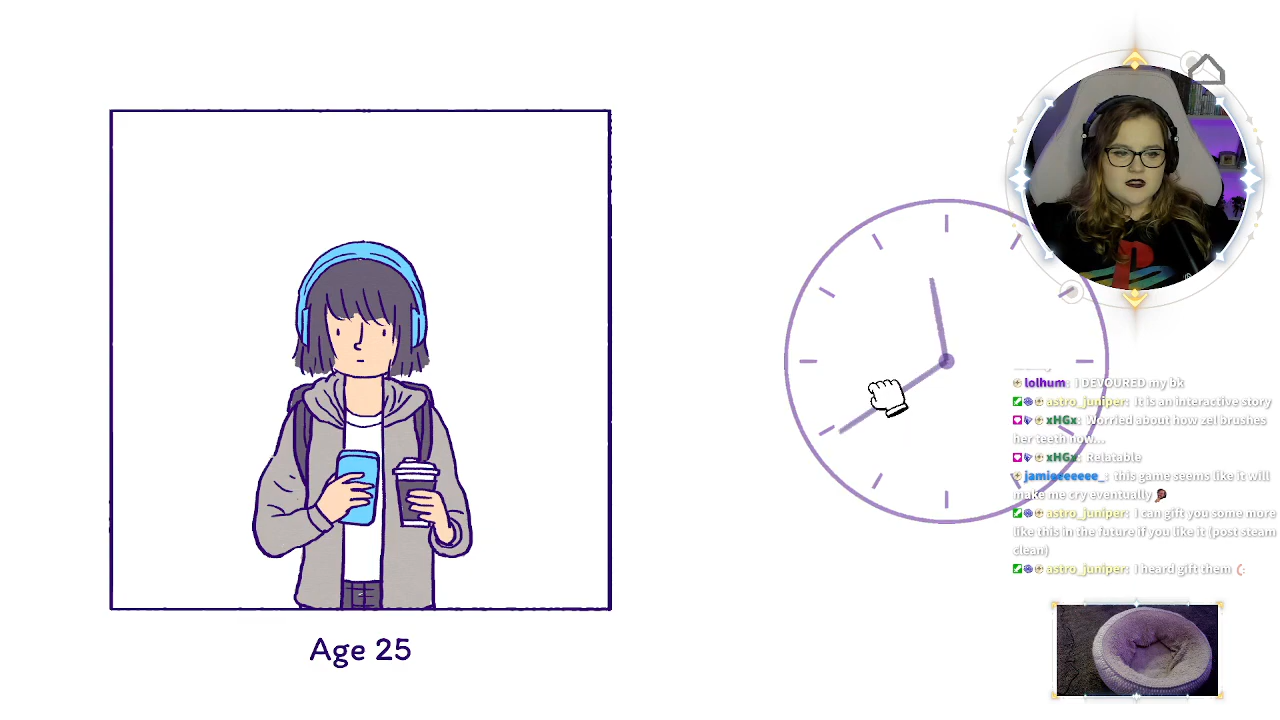 Age 25
lolhum: I DEVOURED my bk
astro_juniper: It is an interactive story
xHGx: Worried about how zel brushes
her teeth now...
xHGx: Relatable
jamieeeeeee_: this game seems like it will
make me cry eventually
astro_juniper: I can gift you some more
like this in the future if you like it (post steam
clean)
astro_juniper: I heard gift them (: